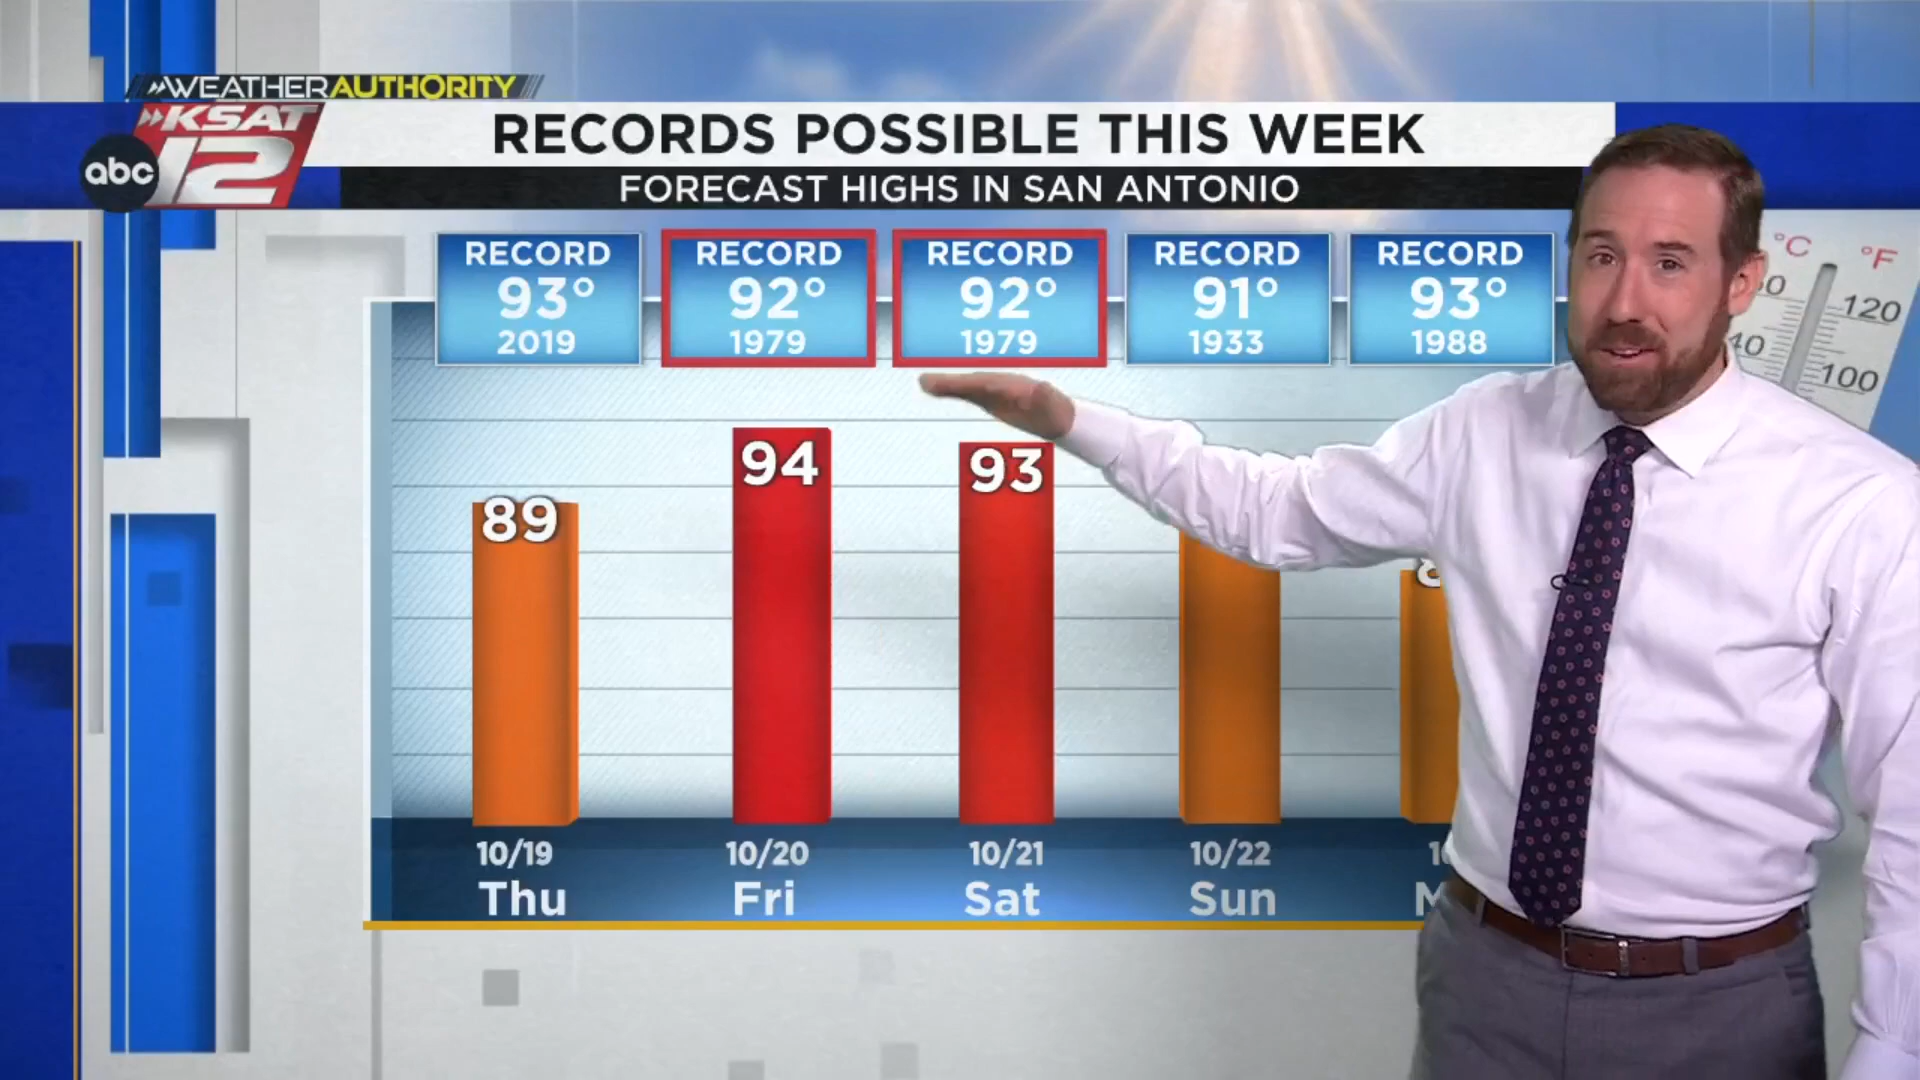 WEATHERAUTHORITY
KSAT
abc
12
RECORDS POSSIBLE THIS WEEK
FORECAST HIGHS IN SAN ANTONIO
RECORD
93°
2019
RECORD
92°
1979
RECORD
92°
1979
RECORD
91°
1933
RECORD
93°
1988
°C
°F
120
40
100
89
94
93
10/19
Thu
10/20
Fri
10/21
Sat
10/22
Sun